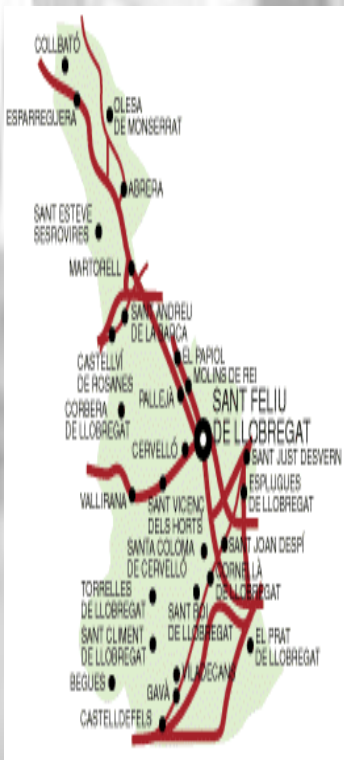 COLLBATÓ
ESPARREGUERA
OLESA
DE MONSERRAT
ABRERA
SANT ESTEVE
SESROVIRES
MARTORELL
SANT ANDREU
DE LA BARCA
CASTELLVÍ
DE ROSANES
EL PAPIOL
MOLINS DE REI
PALLEJÀ
CORBERA
DE LLOBREGAT
SANT FELIU
DE LLOBREGAT
CERVELLÓ
SANT JUST DESVERN
ESPLUGUES
DE LLOBREGAT
VALLIRANA
SANT VICENÇ
DELS HORTS
SANT JOAN DESPÍ
SANTA COLOMA
DE CERVELLÓ
CORNELLÀ
DE LLOBREGAT
TORRELLES
DE LLOBREGAT
SANT BOI
DE LLOBREGAT
SANT CLIMENT
DE LLOBREGAT
EL PRAT
DE LLOBREGAT
VILADECANS
BEGUES
GAVÀ
CASTELLDEFELS